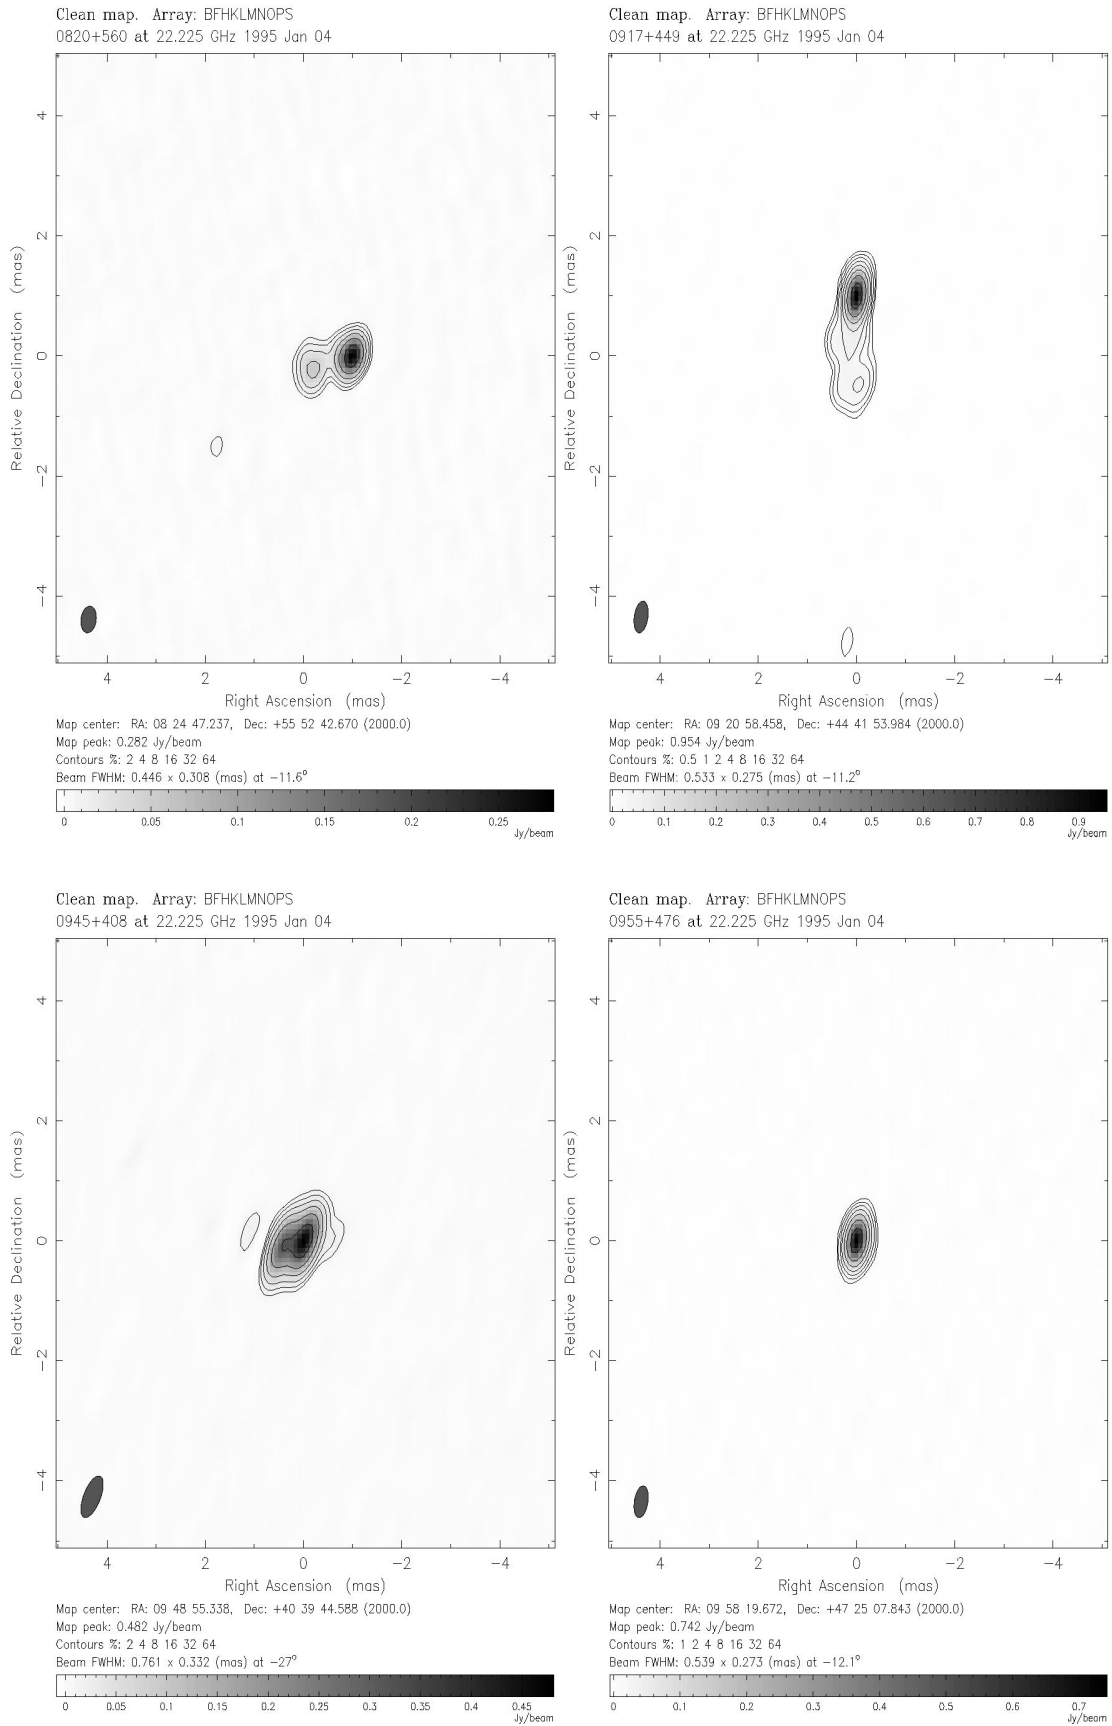 Clean map. Array: BFHKLMNOPS
0820+560 at 22.225 GHz 1995 Jan 04
4
2
0
−2
−4
Relative Declination (mas)
4 2 0 −2 −4
Right Ascension (mas)
Map center: RA: 08 24 47.237, Dec: +55 52 42.670 (2000.0)
Map peak: 0.282 Jy/beam
Contours %: 2 4 8 16 32 64
Beam FWHM: 0.446 x 0.308 (mas) at −11.6°
0 0.05 0.1 0.15 0.2 0.25
Jy/beam
Clean map. Array: BFHKLMNOPS
0917+449 at 22.225 GHz 1995 Jan 04
4
2
0
−2
−4
Relative Declination (mas)
4 2 0 −2 −4
Right Ascension (mas)
Map center: RA: 09 20 58.458, Dec: +44 41 53.984 (2000.0)
Map peak: 0.954 Jy/beam
Contours %: 0.5 1 2 4 8 16 32 64
Beam FWHM: 0.533 x 0.275 (mas) at −11.2°
0 0.1 0.2 0.3 0.4 0.5 0.6 0.7 0.8 0.9
Jy/beam
Clean map. Array: BFHKLMNOPS
0945+408 at 22.225 GHz 1995 Jan 04
4
2
0
−2
−4
Relative Declination (mas)
4 2 0 −2 −4
Right Ascension (mas)
Map center: RA: 09 48 55.338, Dec: +40 39 44.588 (2000.0)
Map peak: 0.482 Jy/beam
Contours %: 2 4 8 16 32 64
Beam FWHM: 0.761 x 0.332 (mas) at −27°
0 0.05 0.1 0.15 0.2 0.25 0.3 0.35 0.4 0.45
Jy/beam
Clean map. Array: BFHKLMNOPS
0955+476 at 22.225 GHz 1995 Jan 04
4
2
0
−2
−4
Relative Declination (mas)
4 2 0 −2 −4
Right Ascension (mas)
Map center: RA: 09 58 19.672, Dec: +47 25 07.843 (2000.0)
Map peak: 0.742 Jy/beam
Contours %: 1 2 4 8 16 32 64
Beam FWHM: 0.539 x 0.273 (mas) at −12.1°
0 0.1 0.2 0.3 0.4 0.5 0.6 0.7
Jy/beam